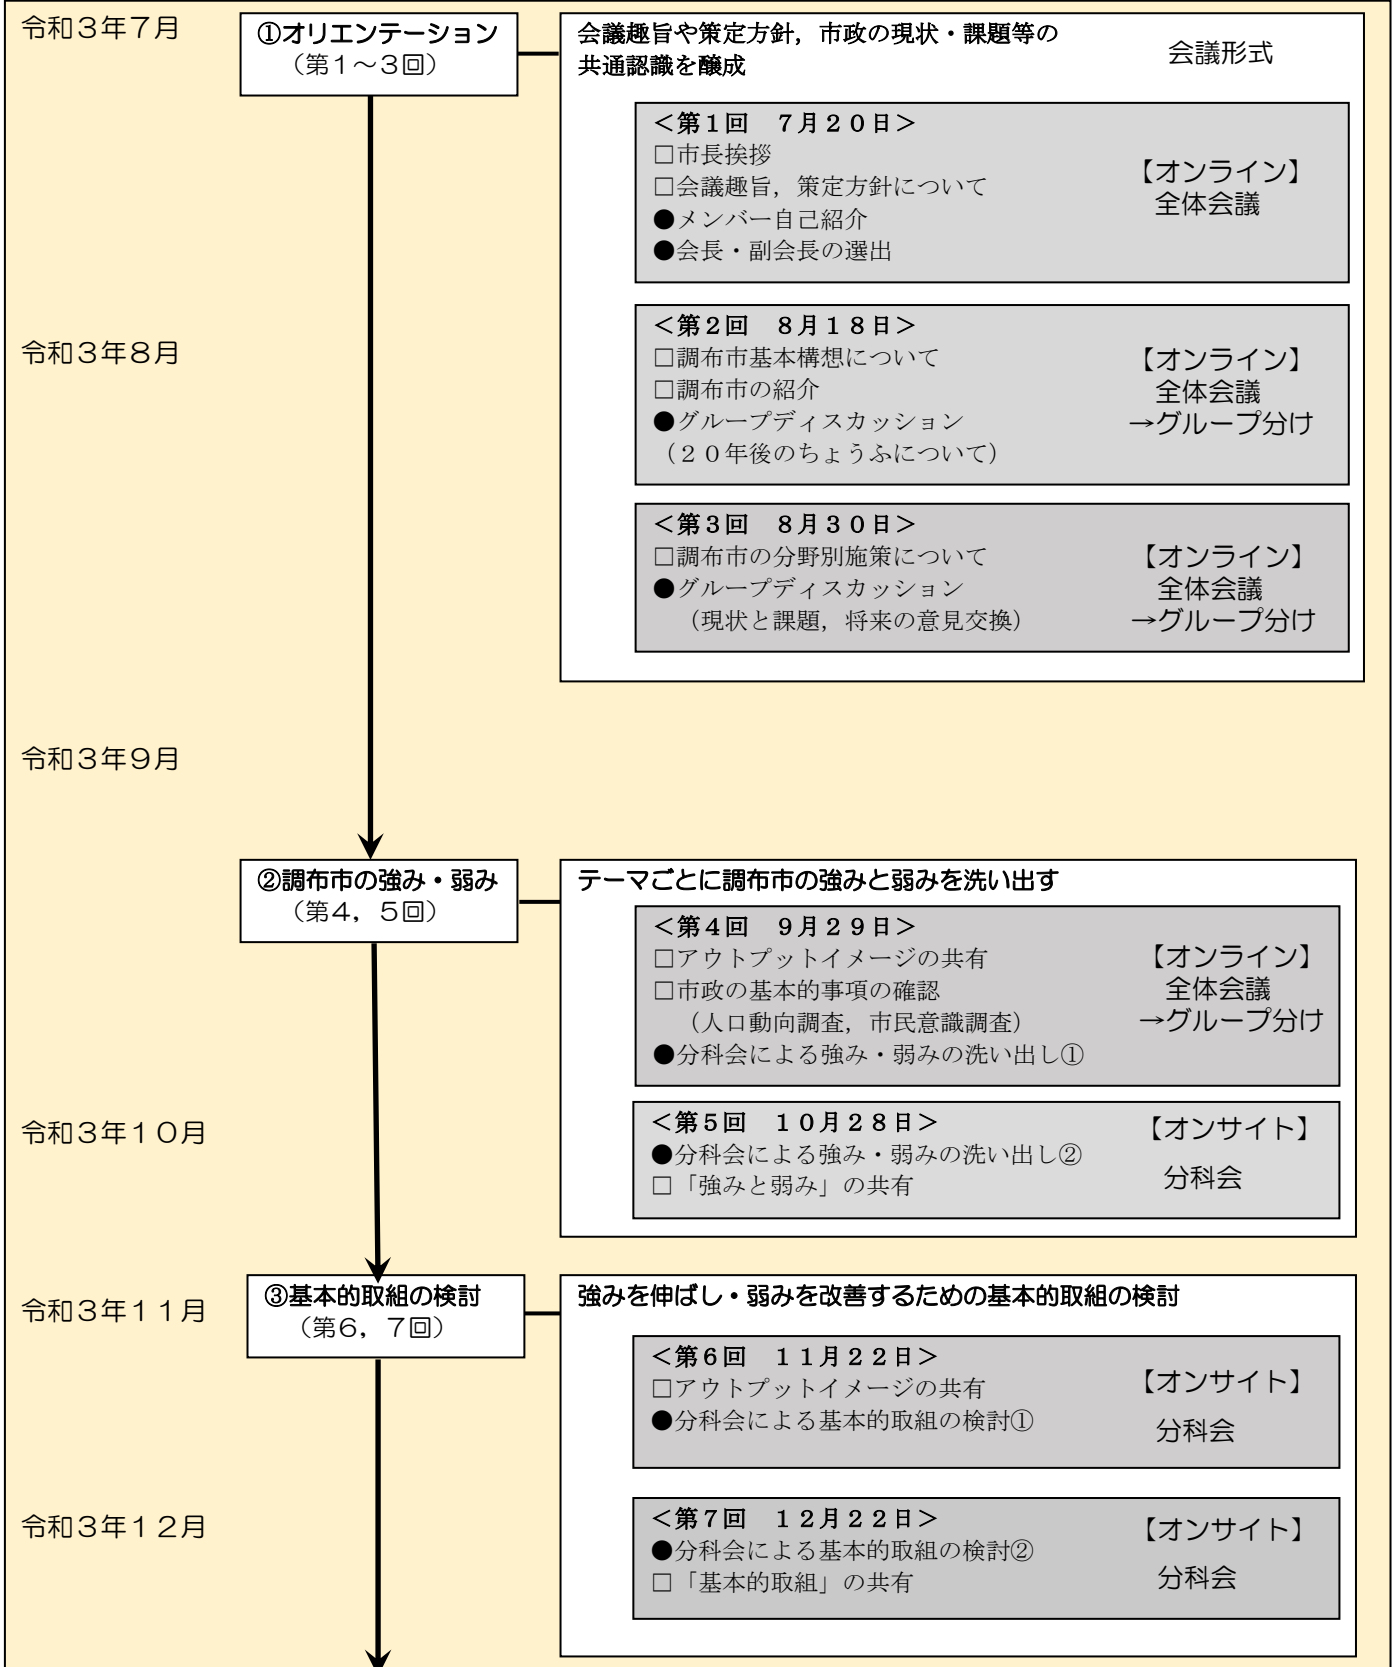 令和３年７月
①オリエンテーション
（第１～３回）
会議趣旨や策定方針，市政の現状・課題等の
共通認識を醸成
会議形式
＜第１回　７月２０日＞
□市長挨拶
□会議趣旨，策定方針について
●メンバー自己紹介
●会長・副会長の選出
【オンライン】
全体会議
令和３年８月
＜第２回　８月１８日＞
□調布市基本構想について
□調布市の紹介
●グループディスカッション
（２０年後のちょうふについて）
【オンライン】
全体会議
→グループ分け
＜第３回　８月３０日＞
□調布市の分野別施策について
●グループディスカッション
（現状と課題，将来の意見交換）
【オンライン】
全体会議
→グループ分け
令和３年９月
②調布市の強み・弱み
（第４，５回）
テーマごとに調布市の強みと弱みを洗い出す
＜第４回　９月２９日＞
□アウトプットイメージの共有
□市政の基本的事項の確認
（人口動向調査，市民意識調査）
●分科会による強み・弱みの洗い出し①
【オンライン】
全体会議
→グループ分け
令和３年１０月
＜第５回　１０月２８日＞
●分科会による強み・弱みの洗い出し②
□「強みと弱み」の共有
【オンサイト】
分科会
令和３年１１月
③基本的取組の検討
（第６，７回）
強みを伸ばし・弱みを改善するための基本的取組の検討
＜第６回　１１月２２日＞
□アウトプットイメージの共有
●分科会による基本的取組の検討①
【オンサイト】
分科会
令和３年１２月
＜第７回　１２月２２日＞
●分科会による基本的取組の検討②
□「基本的取組」の共有
【オンサイト】
分科会